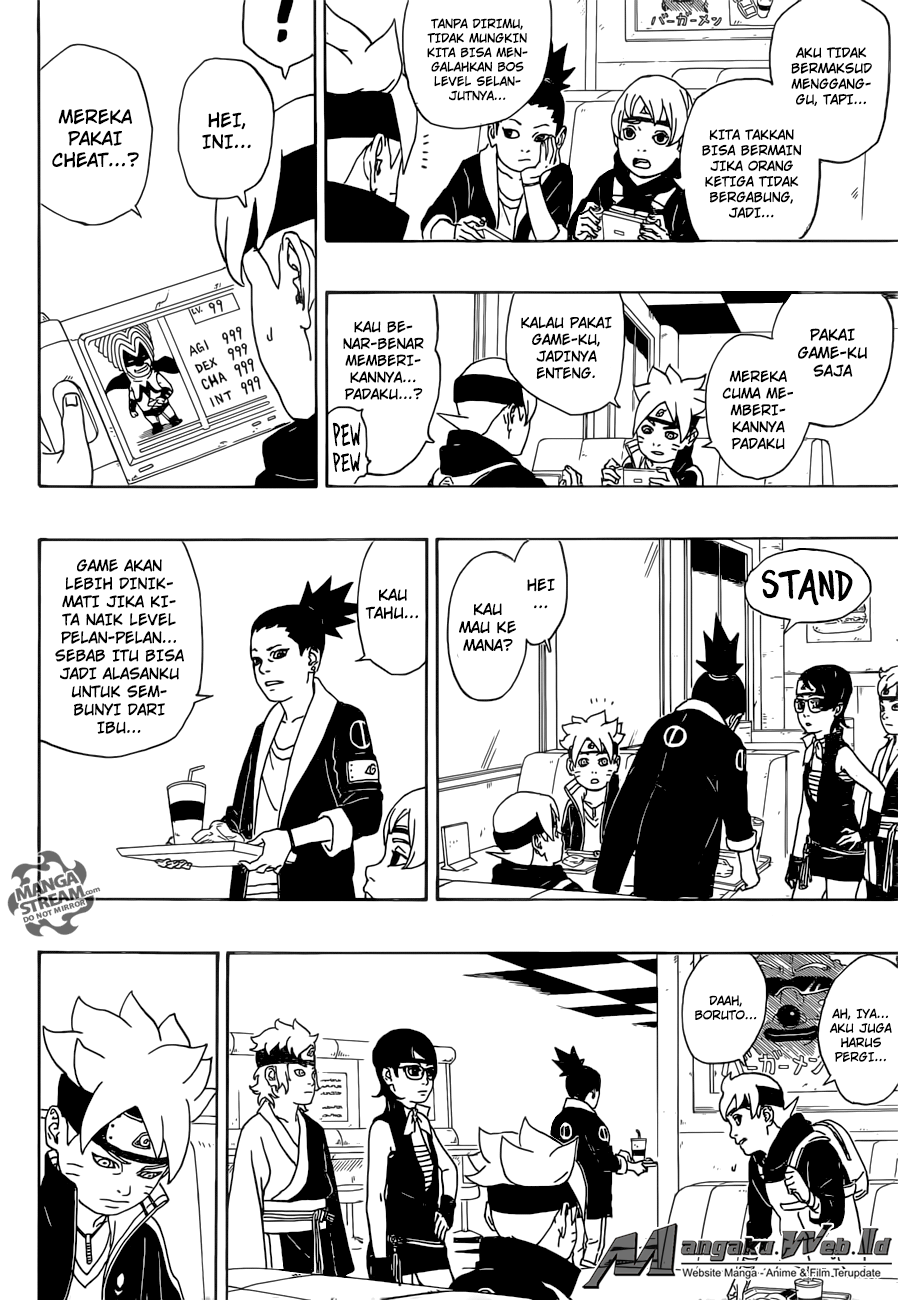 バーガーメン
AKU TIDAK
BERMAKSUD
MENGGANG-
GU, TAPI...
KITA TAKKAN
BISA BERMAIN
JIKA ORANG
KETIGA TIDAK
BERGABUNG,
JADI...
TANPA DIRIMU,
TIDAK MUNGKIN
KITA BISA MEN-
GALAHKAN BOS
LEVEL SELAN-
JUTNYA...
!
HEI,
INI...
MEREKA
PAKAI
CHEAT...?
LV. 99
AGI 999
DEX 999
CHA 999
INT 999
PAKAI
GAME-KU
SAJA
MEREKA
CUMA ME-
MBERI-
KANNYA
PADAKU
KALAU PAKAI
GAME-KU,
JADINYA
ENTENG.
KAU BE-
NAR-BENAR
MEMBERI-
KANNYA...
PADAKU...?
PEW
PEW
STAND
HEI
...
KAU
MAU KE
MANA?
KAU
TAHU...
GAME AKAN
LEBIH DINIK-
MATI JIKA KI-
TA NAIK LEVEL
PELAN-PELAN...
SEBAB ITU BISA
JADI ALASANKU
UNTUK SEM-
BUNYI DARI
IBU...
MANGA
STREAM.com
DO NOT MIRROR
AH, IYA...
AKU JUGA
HARUS
PERGI...
DAAH,
BORUTO...
ーガーメン
Mangaku.Web.Id
Website Manga - Anime & Film Terupdate